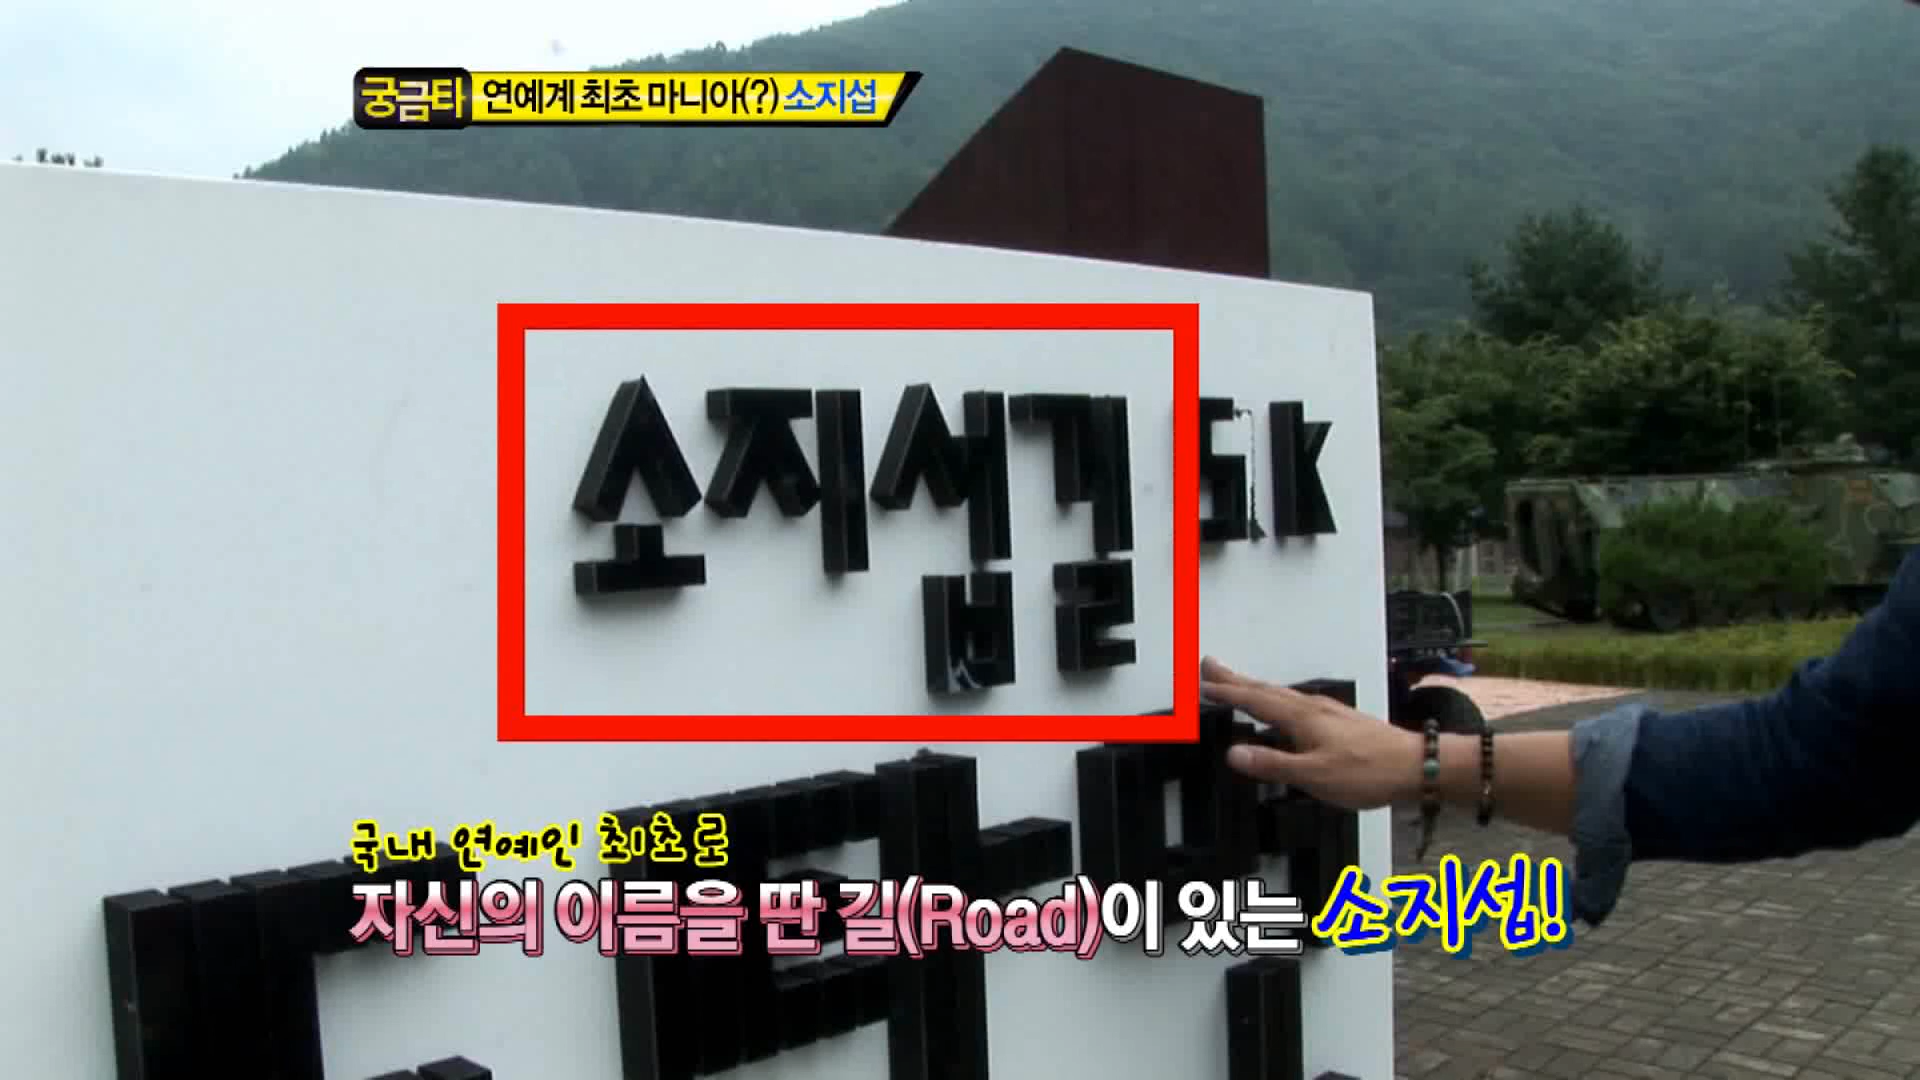 궁금타 연예계 최초 마니아(?) 소지섭
소지섭길 51k
국내 연예인 최초로
자신의 이름을 딴 길(Road)이 있는 소지섭!